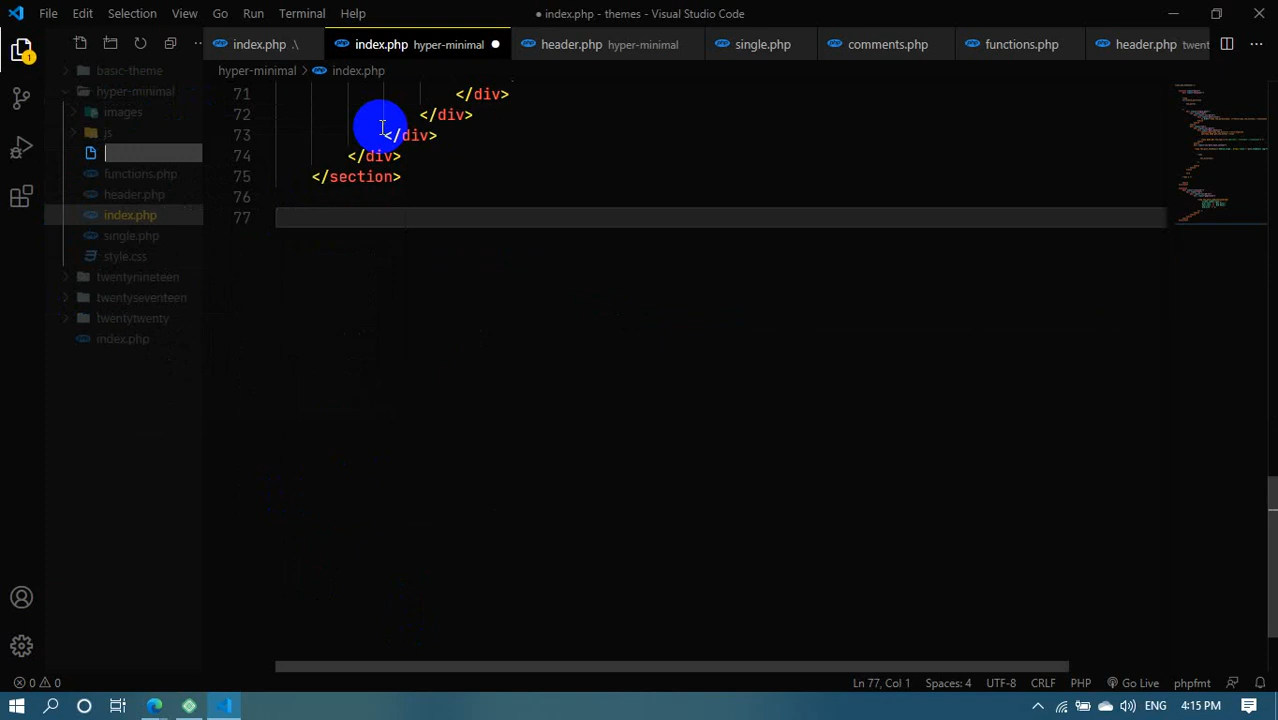 File Edit Selection View Go Run Terminal Help
● index.php - themes - Visual Studio Code
index.php .\ index.php hyper-minimal header.php hyper-minimal single.php comments.php functions.php header.php twent
hyper-minimal > index.php
1
basic-theme
hyper-minimal
images
js
functions.php
header.php
index.php
single.php
style.css
twentynineteen
twentyseventeen
twentytwenty
index.php
71 </div>
72 </div>
73 </div>
74 </div>
75 </section>
76
77
0 0 Ln 77, Col 1 Spaces: 4 UTF-8 CRLF PHP Go Live phpfmt
ENG 4:15 PM